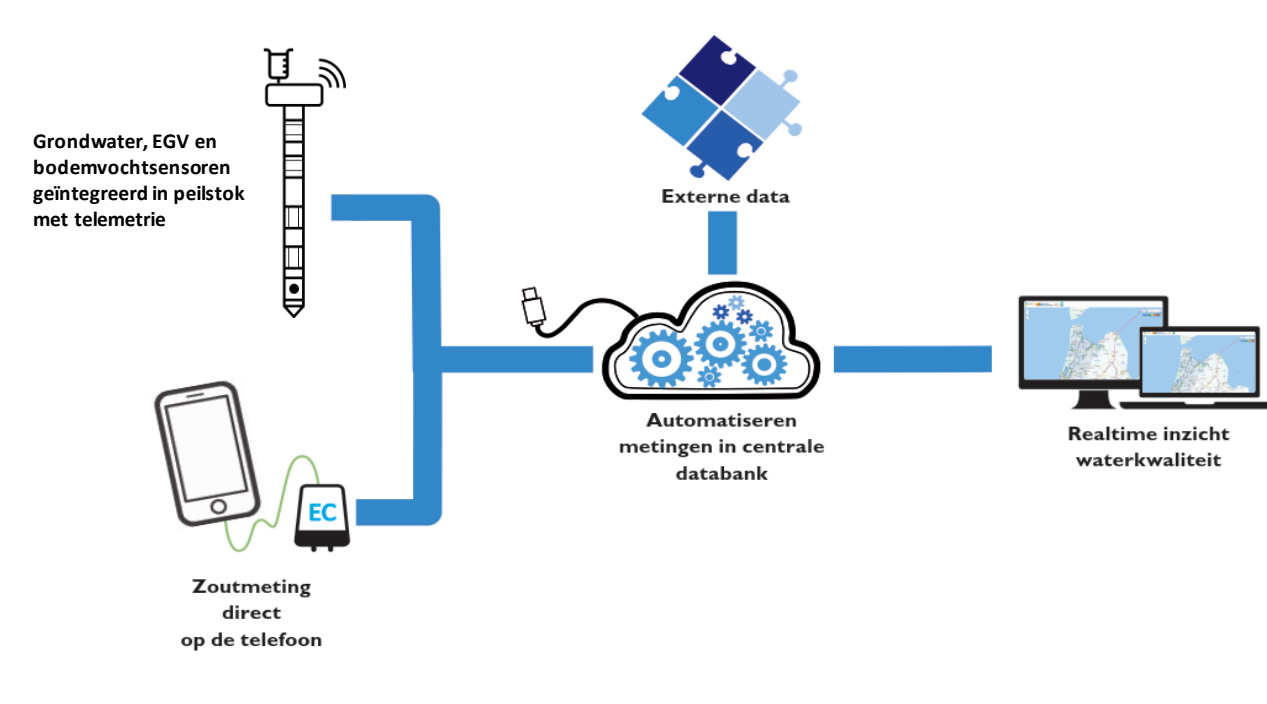 Grondwater, EGV en
bodemvochtsensoren
geïntegreerd in peilstok
met telemetrie
Externe data
Automatiseren
metingen in centrale
databank
Realtime inzicht
waterkwaliteit
EC
Zoutmeting
direct
op de telefoon